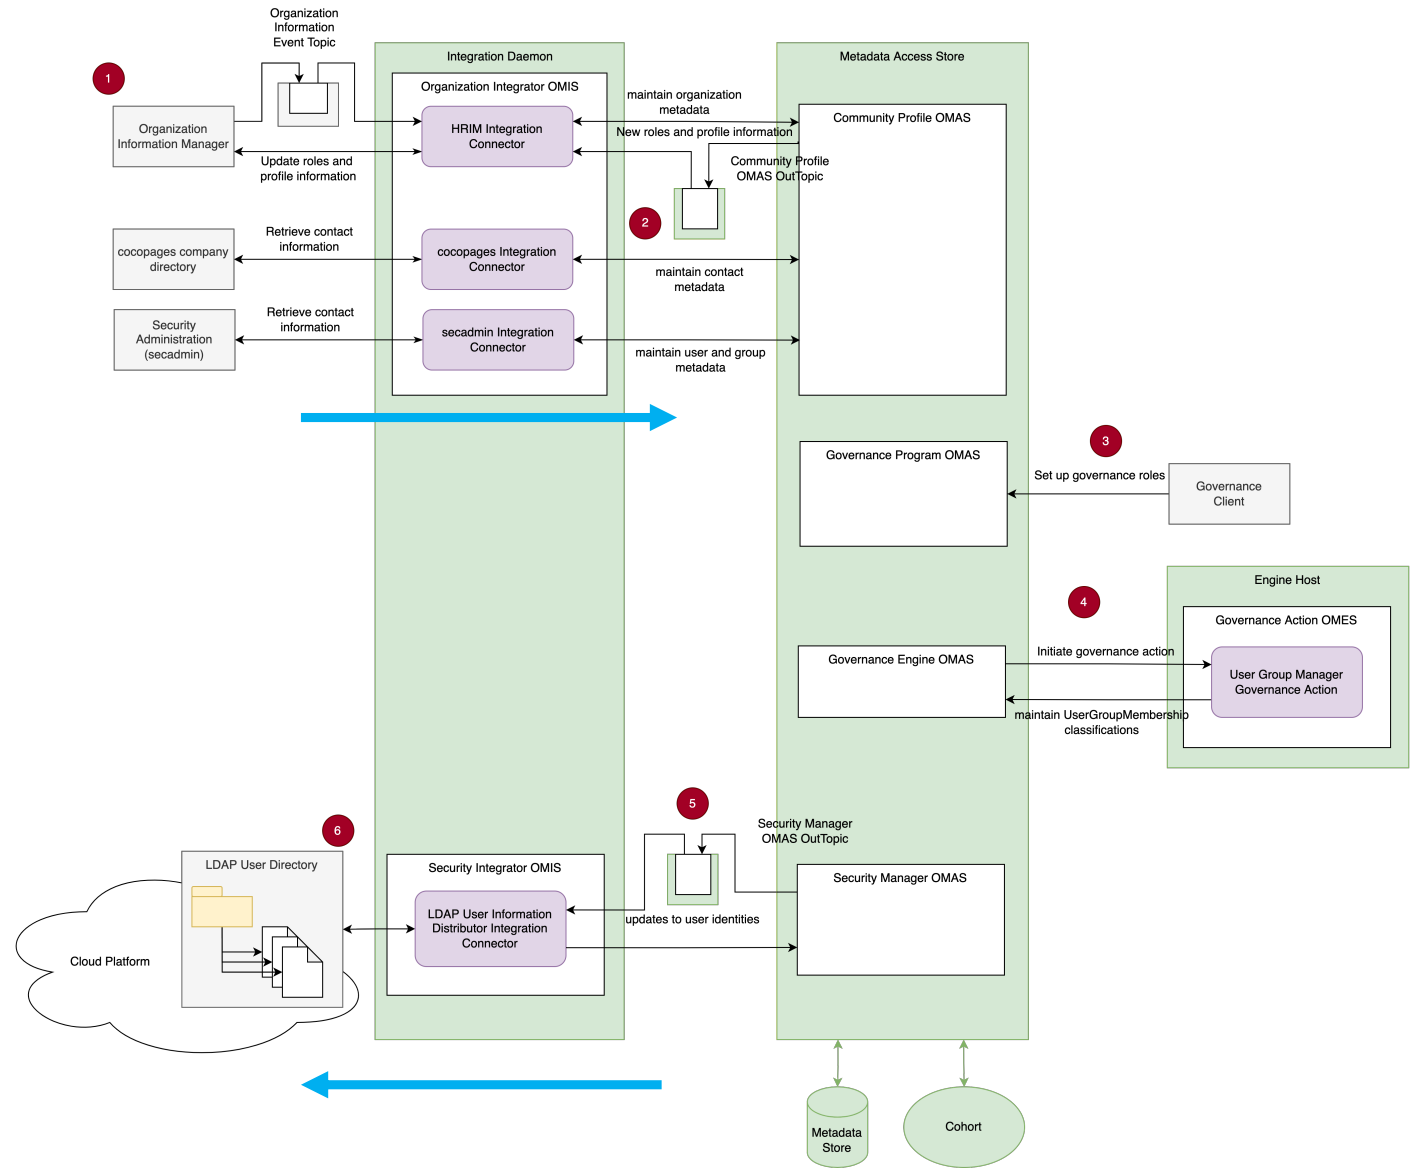 Organization
Information
Event Topic
Integration Daemon
Metadata Access Store
1
Organization Integrator OMIS
maintain organization
metadata
Organization
Information Manager
HRIM Integration
Connector
Community Profile OMAS
New roles and profile information
Update roles and
profile information
Community Profile
OMAS OutTopic
2
Retrieve contact
information
cocopages company
directory
cocopages Integration
Connector
maintain contact
metadata
Retrieve contact
information
Security
Administration
(secadmin)
secadmin Integration
Connector
maintain user and group
metadata
3
Governance Program OMAS
Set up governance roles
Governance
Client
Engine Host
4
Governance Action OMES
Governance Engine OMAS
Initiate governance action
User Group Manager
Governance Action
maintain UserGroupMembership
classifications
5
6
Security Manager
OMAS OutTopic
LDAP User Directory
Security Integrator OMIS
Security Manager OMAS
LDAP User Information
Distributor Integration
Connector
updates to user identities
Cloud Platform
Metadata
Store
Cohort